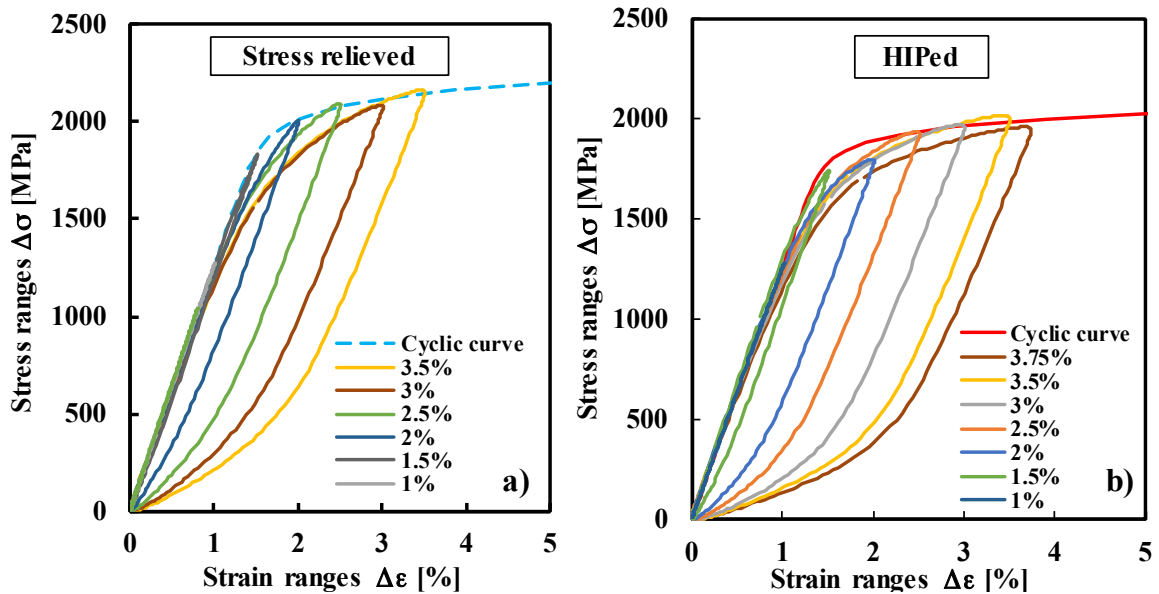 Stress relieved
Stress ranges Δσ [MPa]
2500
2000
1500
1000
500
0
0 1 2 3 4 5
Strain ranges Δε [%]
Cyclic curve
3.5%
3%
2.5%
2%
1.5%
1%
a)
HIPed
Stress ranges Δσ [MPa]
2500
2000
1500
1000
500
0
0 1 2 3 4 5
Strain ranges Δε [%]
Cyclic curve
3.75%
3.5%
3%
2.5%
2%
1.5%
1%
b)